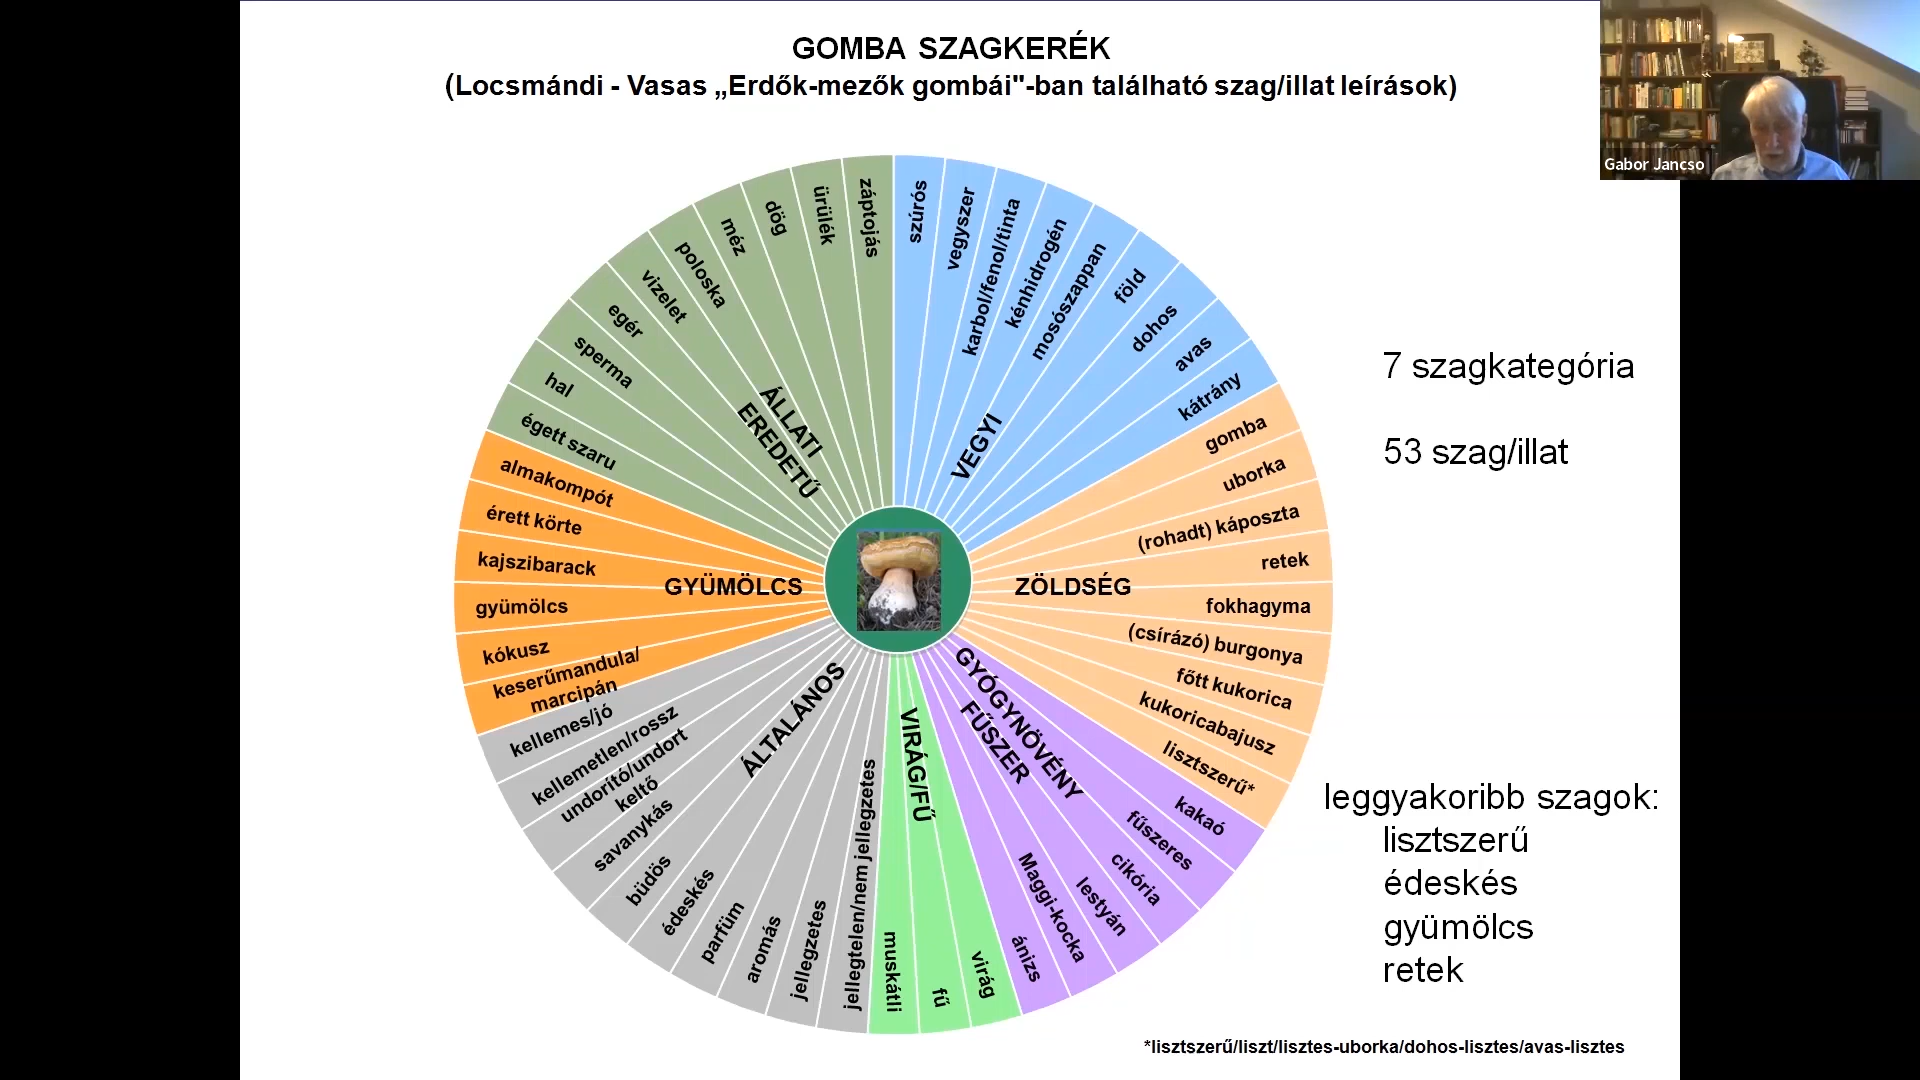 GOMBA SZAGKERÉK
(Locsmándi - Vasas „Erdők-mezők gombái"-ban található szag/illat leírások)
Gabor Jancso
szúrós
vegyszer
karbol/fenol/tinta
kénhidrogén
mosószappan
föld
dohos
avas
kátrány
VEGYI
gomba
uborka
(rohadt) káposzta
retek
fokhagyma
(csírázó) burgonya
főtt kukorica
kukoricabajusz
lisztszerű*
ZÖLDSÉG
kakaó
fűszeres
cikória
lestyán
Maggi-kocka
ánizs
GYÓGYNÖVÉNY
FŰSZER
virág
fű
muskátli
VIRÁG/FŰ
jellegtelen/nem jellegzetes
jellegzetes
aromás
parfüm
édeskés
büdös
savanykás
undorító/undort
keltő
kellemetlen/rossz
kellemes/jó
ÁLTALÁNOS
keserűmandula/
marcipán
kókusz
gyümölcs
kajszibarack
érett körte
almakompót
GYÜMÖLCS
égett szaru
hal
sperma
egér
vizelet
poloska
méz
dög
ürülék
záptojás
ÁLLATI
EREDETŰ
7 szagkategória
53 szag/illat
leggyakoribb szagok:
lisztszerű
édeskés
gyümölcs
retek
*lisztszerű/liszt/lisztes-uborka/dohos-lisztes/avas-lisztes